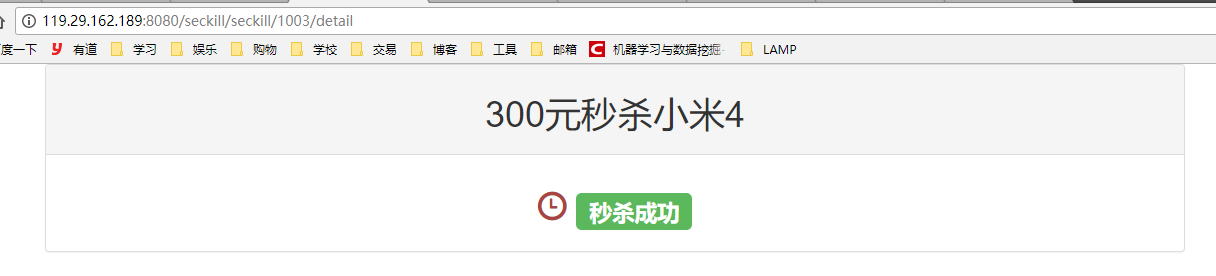 119.29.162.189:8080/seckill/seckill/1003/detail
度一下 有道 学习 娱乐 购物 学校 交易 博客 工具 邮箱 C 机器学习与数据挖掘 LAMP
300元秒杀小米4
秒杀成功